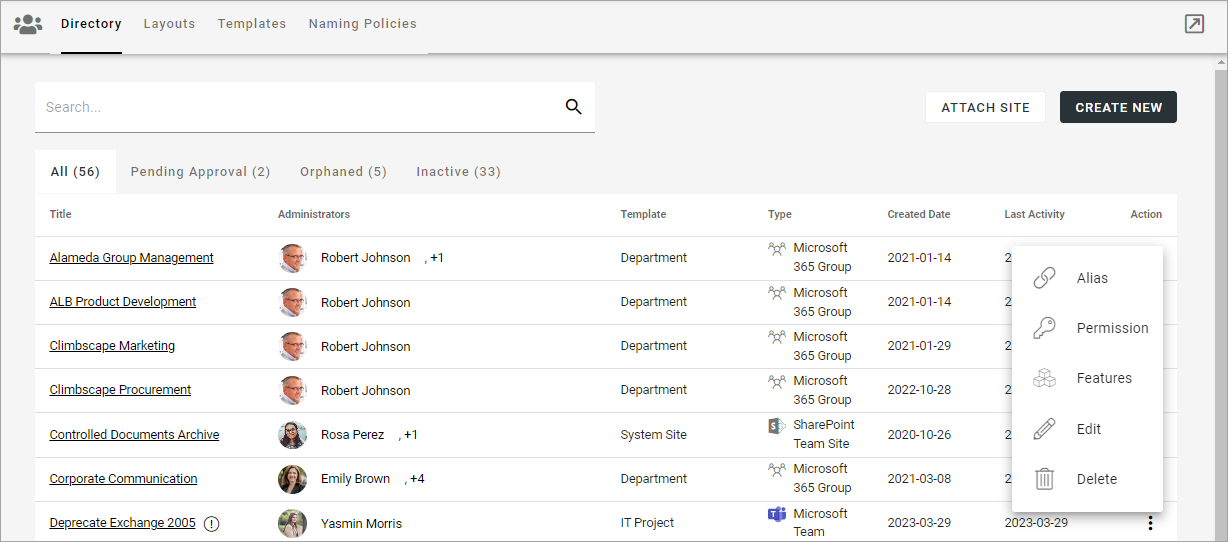 Directory Layouts Templates Naming Policies
Search...
ATTACH SITE
CREATE NEW
All (56) Pending Approval (2) Orphaned (5) Inactive (33)
Title Administrators Template Type Created Date Last Activity Action
Alameda Group Management Robert Johnson , +1 Department Microsoft 365 Group 2021-01-14 2
ALB Product Development Robert Johnson Department Microsoft 365 Group 2021-01-14 2
Climbscape Marketing Robert Johnson Department Microsoft 365 Group 2021-01-29 2
Climbscape Procurement Robert Johnson Department Microsoft 365 Group 2022-10-28 2
Controlled Documents Archive Rosa Perez , +1 System Site SharePoint Team Site 2020-10-26 2
Corporate Communication Emily Brown , +4 Department Microsoft 365 Group 2021-03-08 2
Deprecate Exchange 2005 Yasmin Morris IT Project Microsoft Team 2023-03-29 2023-03-29
Alias
Permission
Features
Edit
Delete